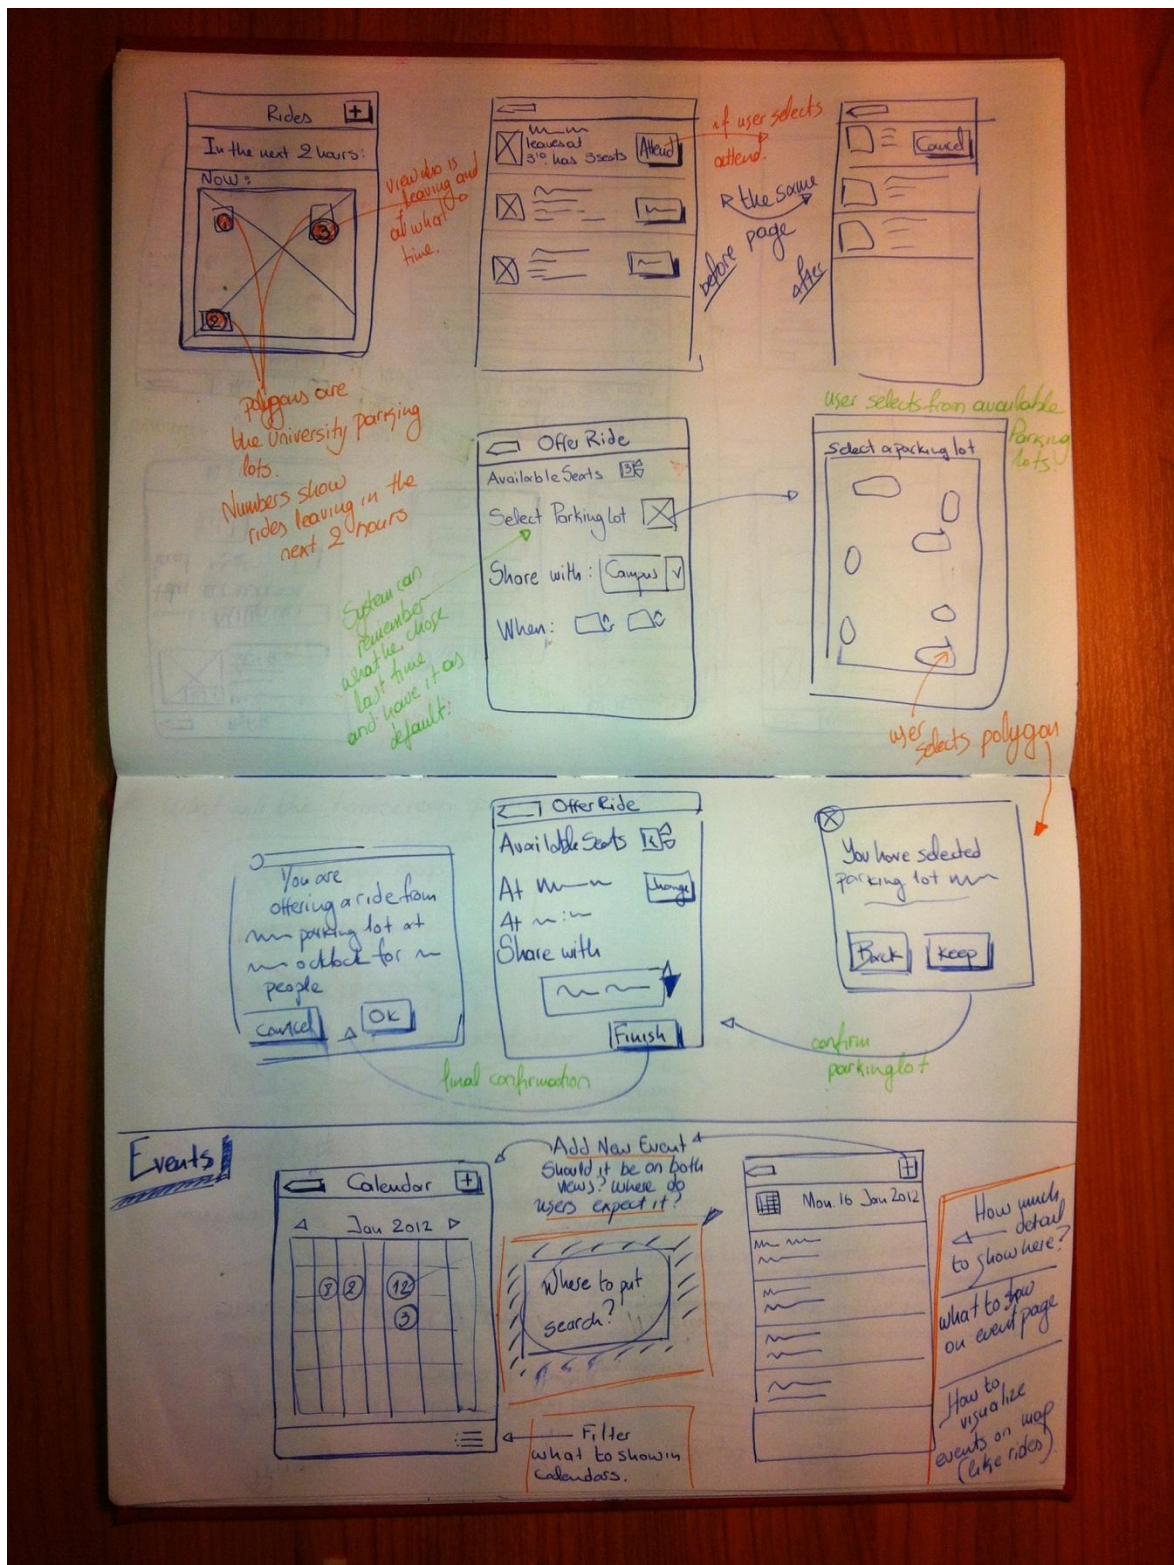 Rides +
In the next 2 hours:
Now:
4
3
2
View who is
leaving and
at what
time.
polygons are
the University parking
lots.
Numbers show
rides leaving in the
next 2 hours
leaves at
3¹⁰ has 3 seats
Attend
if user selects
attend.
the same
page
before
after
Cancel
Offer Ride
Available Seats 3
Select Parking lot
Share with: Campus v
When:
System can
remember
what he chose
last time
and have it as
default.
user selects from available
Parking
lots.
Select a parking lot
user
selects polygon
You are
offering a ride from
parking lot at
oclock for
people
Cancel
Ok
Offer Ride
Available Seats
At Change
At :
Share with
Finish
final confirmation
You have selected
parking lot
Back Keep
confirm
parking lot
Events
Calendar +
Jan 2012
2 12
3
Add New Event
Should it be on both
views? Where do
users expect it?
Where to put
search?
Filter
what to show in
Calendars.
+
Mon. 16 Jan 2012
How much
detail
to show here?
what to show
on event page
How to
visualize
events on map
(like rides)